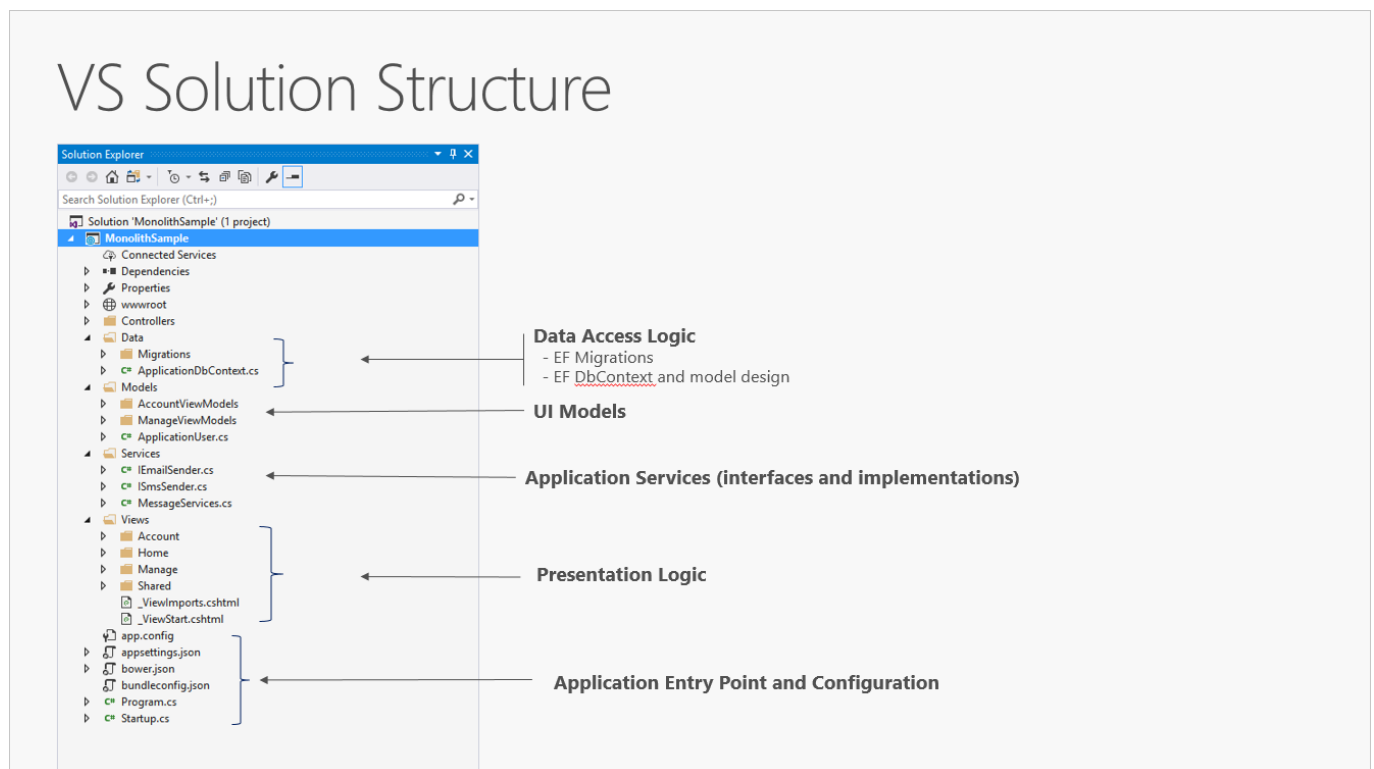 VS Solution Structure
Solution Explorer
Search Solution Explorer (Ctrl+;)
Solution 'MonolithSample' (1 project)
MonolithSample
Connected Services
Dependencies
Properties
wwwroot
Controllers
Data
Migrations
ApplicationDbContext.cs
Models
AccountViewModels
ManageViewModels
ApplicationUser.cs
Services
IEmailSender.cs
ISmsSender.cs
MessageServices.cs
Views
Account
Home
Manage
Shared
_ViewImports.cshtml
_ViewStart.cshtml
app.config
appsettings.json
bower.json
bundleconfig.json
C# Program.cs
C# Startup.cs
Data Access Logic
- EF Migrations
- EF DbContext and model design
UI Models
Application Services (interfaces and implementations)
Presentation Logic
Application Entry Point and Configuration